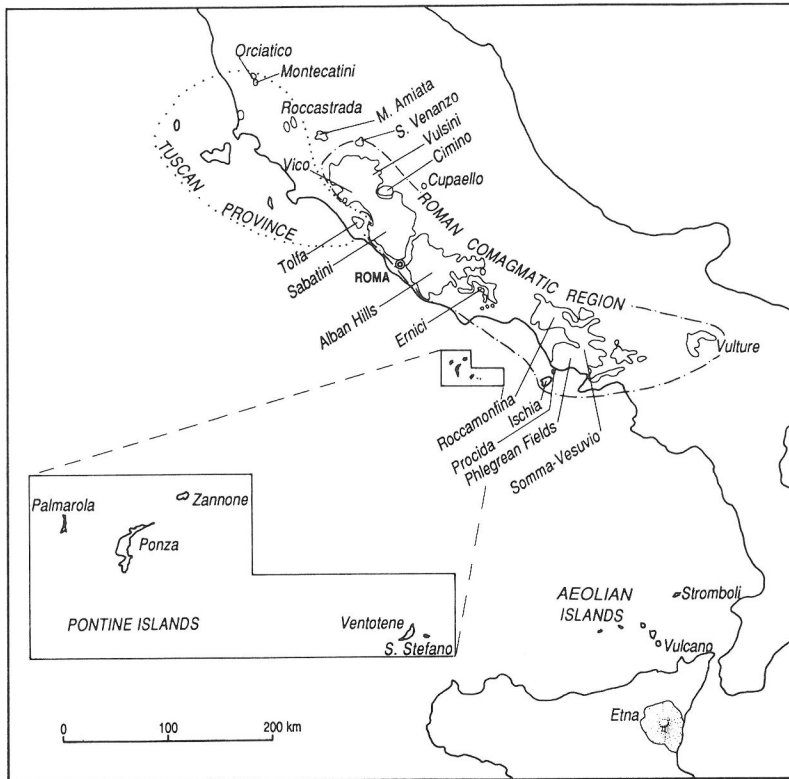 Orciatico
Montecatini
Roccastrada
M. Amiata
S. Venanzo
Vulsini
Cimino
Vico
Cupaello
TUSCAN PROVINCE
ROMAN COMAGMATIC REGION
Tolfa
Sabatini
ROMA
Alban Hills
Ernici
Vulture
Roccamonfina
Procida
Ischia
Phlegrean Fields
Somma-Vesuvio
Palmarola
Zannone
Ponza
PONTINE ISLANDS
Ventotene
S. Stefano
AEOLIAN
ISLANDS
Stromboli
Vulcano
Etna
0 100 200 km